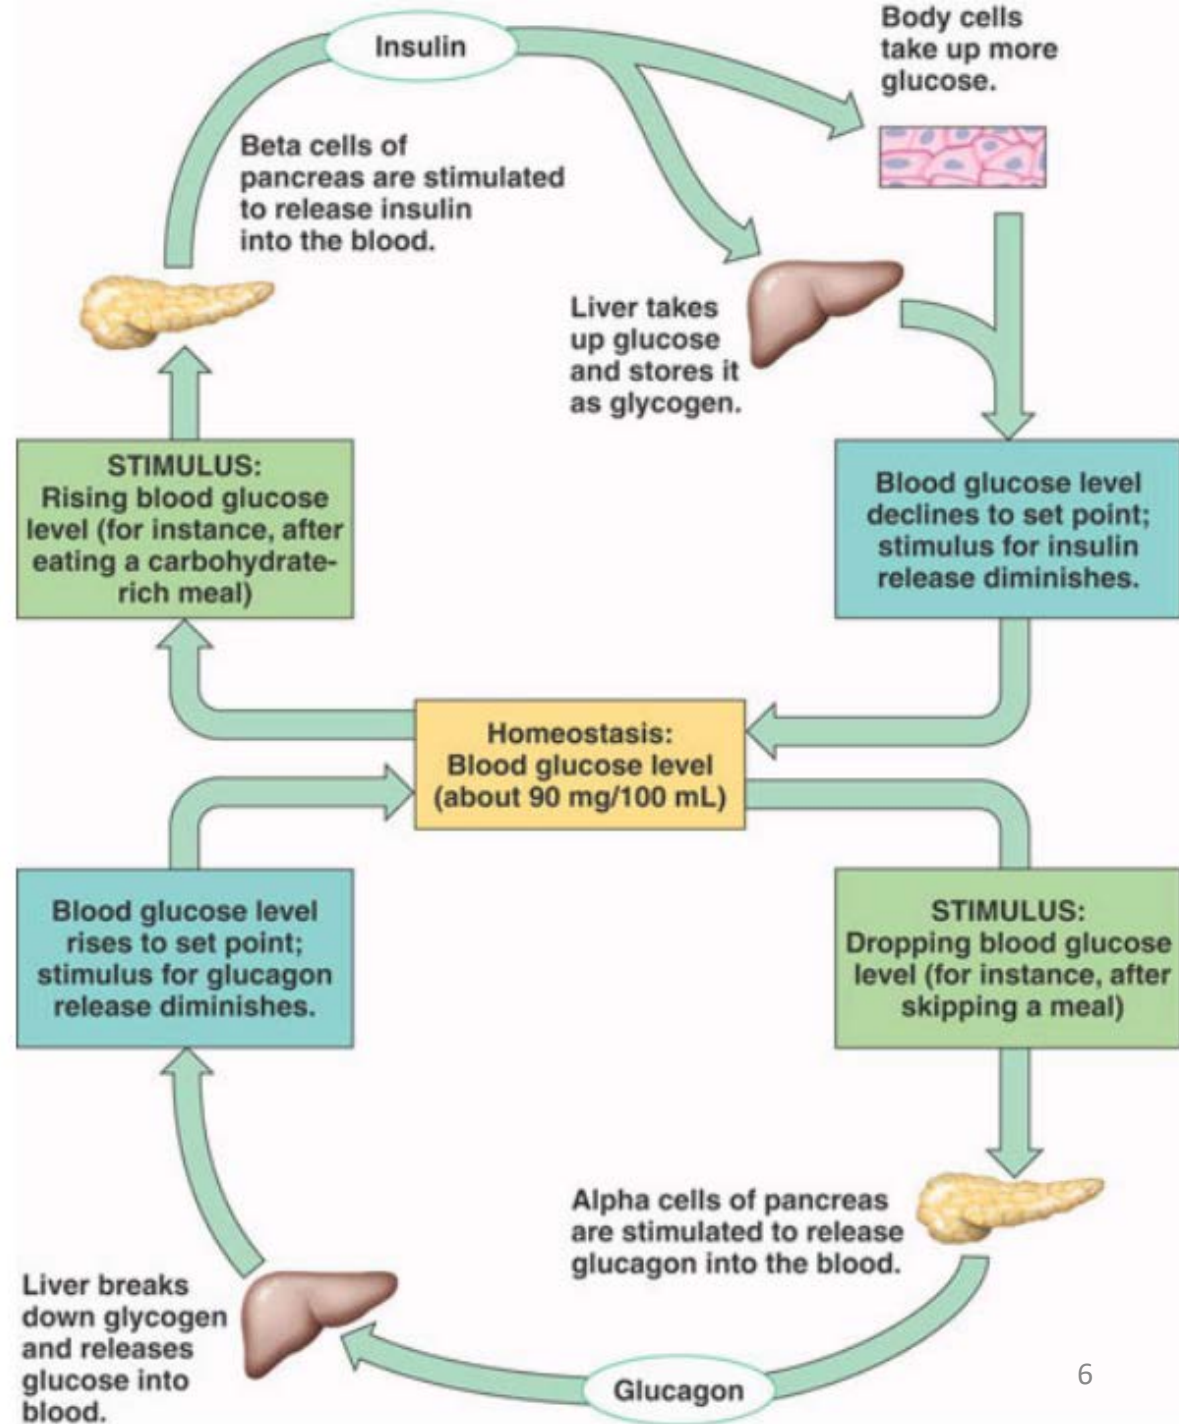 Insulin
Body cells
take up more
glucose.
Beta cells of
pancreas are stimulated
to release insulin
into the blood.
Liver takes
up glucose
and stores it
as glycogen.
STIMULUS:
Rising blood glucose
level (for instance, after
eating a carbohydrate-
rich meal)
Blood glucose level
declines to set point;
stimulus for insulin
release diminishes.
Homeostasis:
Blood glucose level
(about 90 mg/100 mL)
Blood glucose level
rises to set point;
stimulus for glucagon
release diminishes.
STIMULUS:
Dropping blood glucose
level (for instance, after
skipping a meal)
Alpha cells of pancreas
are stimulated to release
glucagon into the blood.
Liver breaks
down glycogen
and releases
glucose into
blood.
Glucagon
6